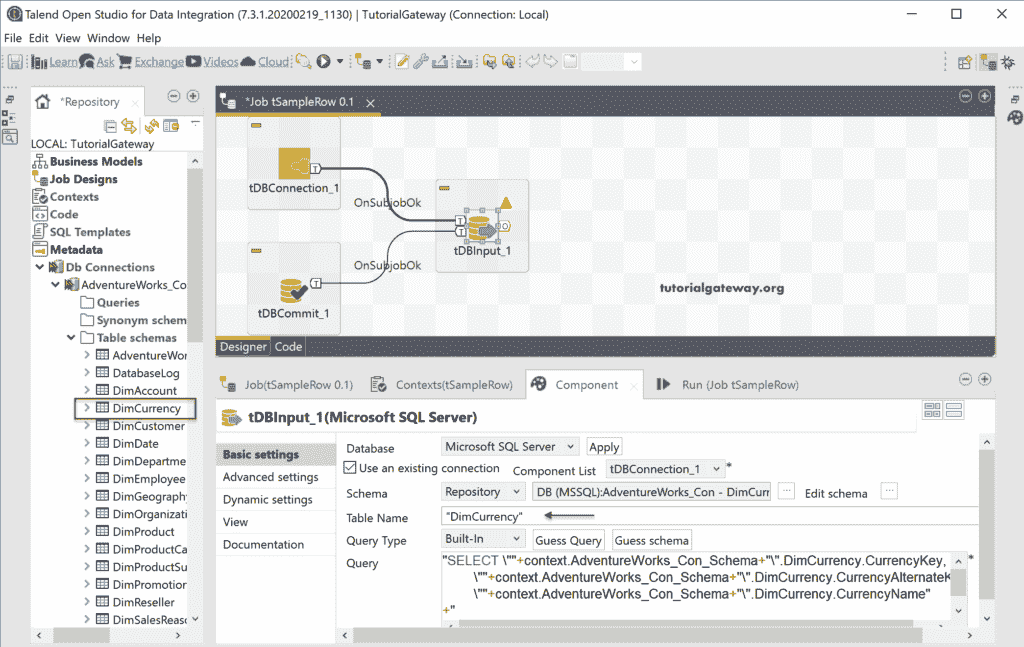 Talend Open Studio for Data Integration (7.3.1.20200219_1130) | TutorialGateway (Connection: Local)
File Edit View Window Help
Learn Ask Exchange Videos Cloud
*Repository
LOCAL: TutorialGateway
Business Models
Job Designs
Contexts
Code
SQL Templates
Metadata
Db Connections
AdventureWorks_Co
Queries
Synonym schem
Table schemas
AdventureWor
DatabaseLog
DimAccount
DimCurrency
DimCustomer
DimDate
DimDepartme
DimEmployee
DimGeography
DimOrganizati
DimProduct
DimProductCa
DimProductSu
DimPromotion
DimReseller
DimSalesReaso
*Job tSampleRow 0.1
tDBConnection_1
OnSubjobOk
T
T
T
O
tDBInput_1
OnSubjobOk
T
tDBCommit_1
tutorialgateway.org
Designer Code
Job(tSampleRow 0.1) Contexts(tSampleRow) Component Run (Job tSampleRow)
tDBInput_1(Microsoft SQL Server)
Basic settings
Advanced settings
Dynamic settings
View
Documentation
Database Microsoft SQL Server Apply
Use an existing connection Component List tDBConnection_1 *
Schema Repository DB (MSSQL):AdventureWorks_Con - DimCurr ... Edit schema ...
Table Name "DimCurrency"
Query Type Built-In Guess Query Guess schema
Query "SELECT \""+context.AdventureWorks_Con_Schema+"\".DimCurrency.CurrencyKey, *
\""+context.AdventureWorks_Con_Schema+"\".DimCurrency.CurrencyAlternateK
\""+context.AdventureWorks_Con_Schema+"\".DimCurrency.CurrencyName"
+"